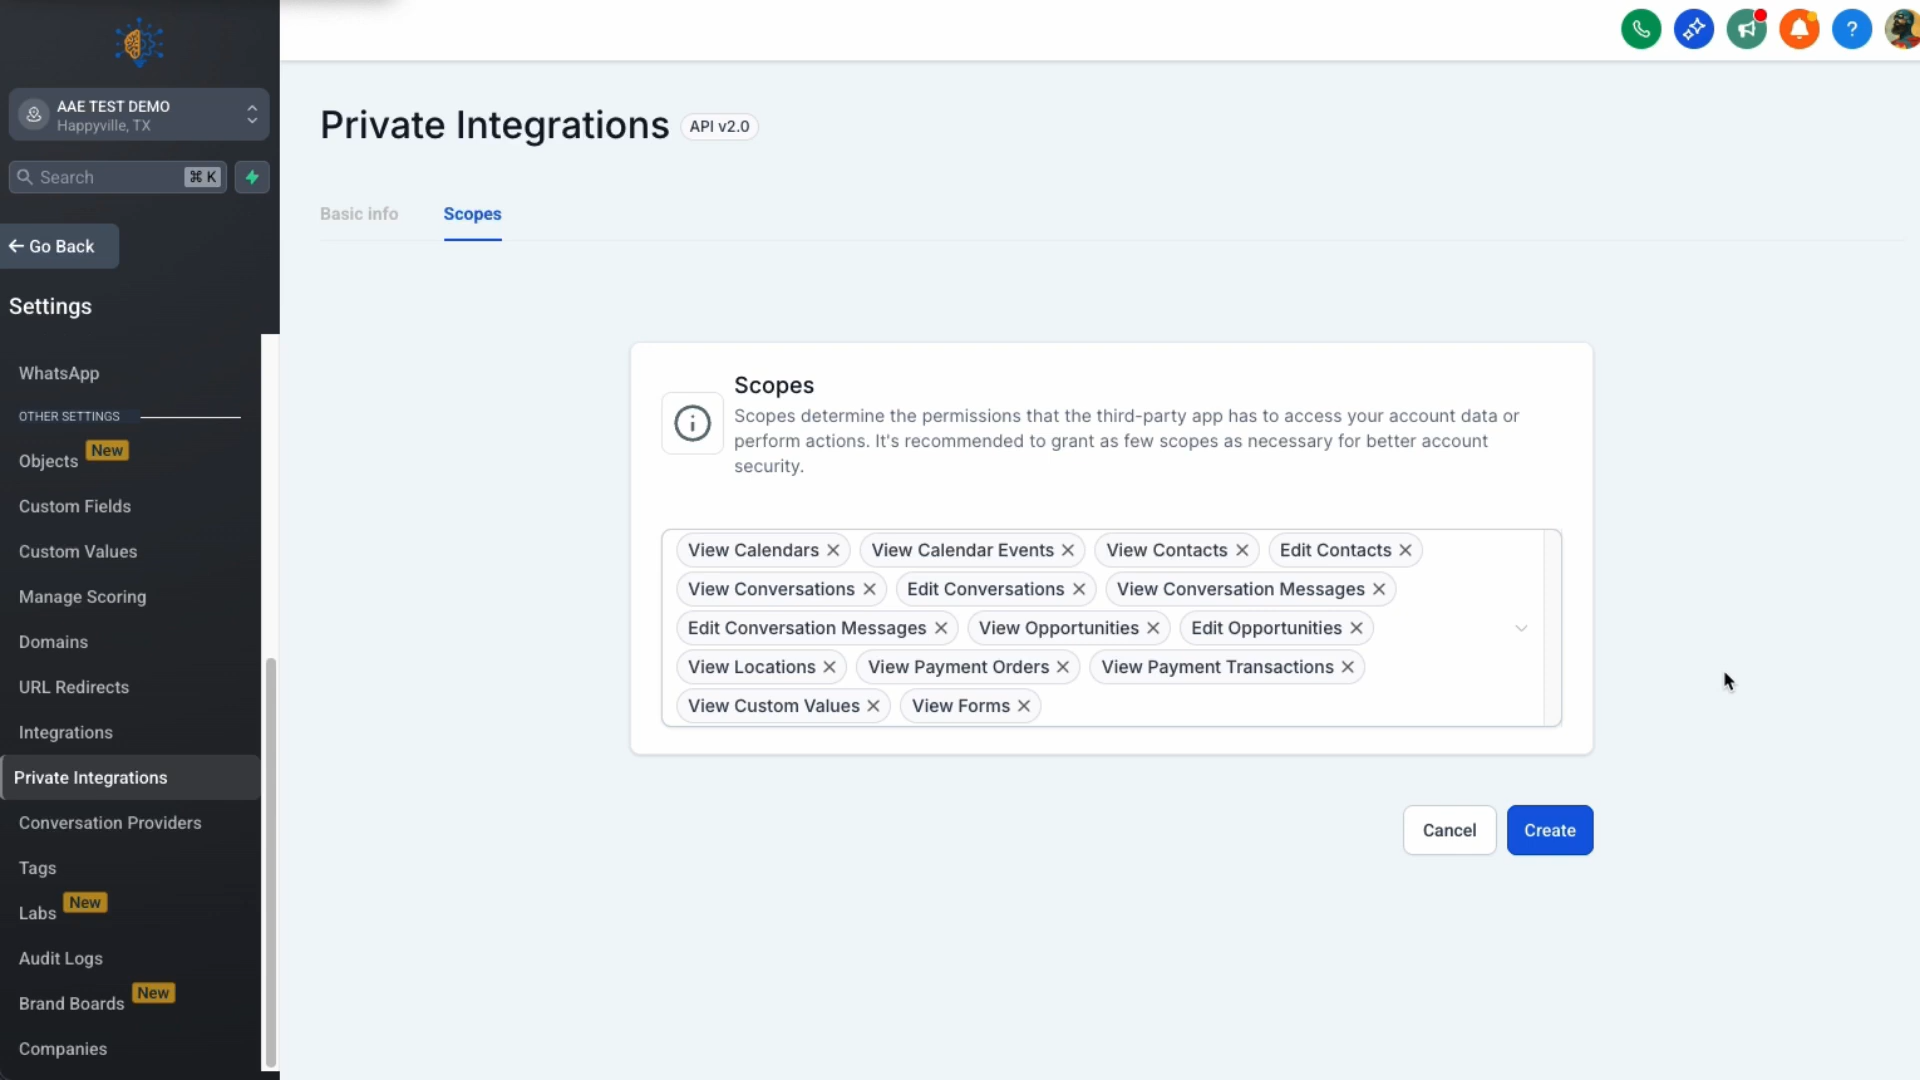 AAE TEST DEMO
Happyville, TX
Search
⌘ K
Go Back
Settings
WhatsApp
OTHER SETTINGS
Objects
New
Custom Fields
Custom Values
Manage Scoring
Domains
URL Redirects
Integrations
Private Integrations
Conversation Providers
Tags
Labs
New
Audit Logs
Brand Boards
New
Companies
?
Private Integrations
API v2.0
Basic info
Scopes
Scopes
Scopes determine the permissions that the third-party app has to access your account data or
perform actions. It's recommended to grant as few scopes as necessary for better account
security.
View Calendars
View Calendar Events
View Contacts
Edit Contacts
View Conversations
Edit Conversations
View Conversation Messages
Edit Conversation Messages
View Opportunities
Edit Opportunities
View Locations
View Payment Orders
View Payment Transactions
View Custom Values
View Forms
Cancel
Create